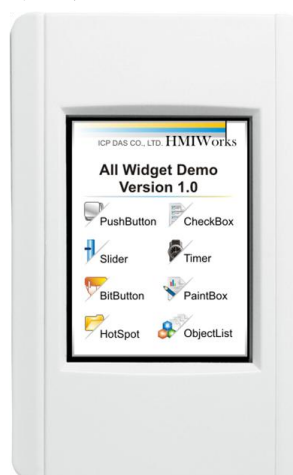 ICP DAS CO., LTD. HMIWorks
All Widget Demo
Version 1.0
PushButton CheckBox
Slider Timer
BitButton PaintBox
HotSpot ObjectList